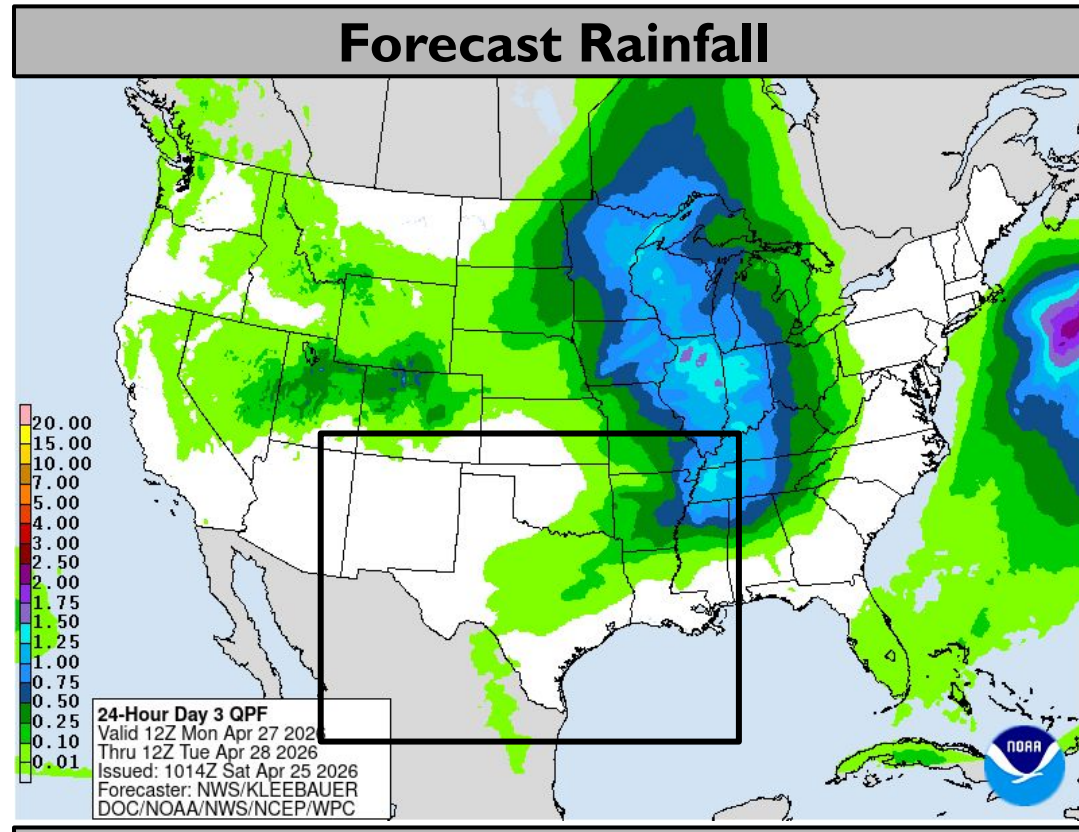 Forecast Rainfall
20.00
15.00
10.00
7.00
5.00
4.00
3.00
2.50
2.00
1.75
1.50
1.25
1.00
0.75
0.50
0.25
0.10
0.01
24-Hour Day 3 QPF
Valid 12Z Mon Apr 27 2026
Thru 12Z Tue Apr 28 2026
Issued: 1014Z Sat Apr 25 2026
Forecaster: NWS/KLEEBAUER
DOC/NOAA/NWS/NCEP/WPC
NOAA